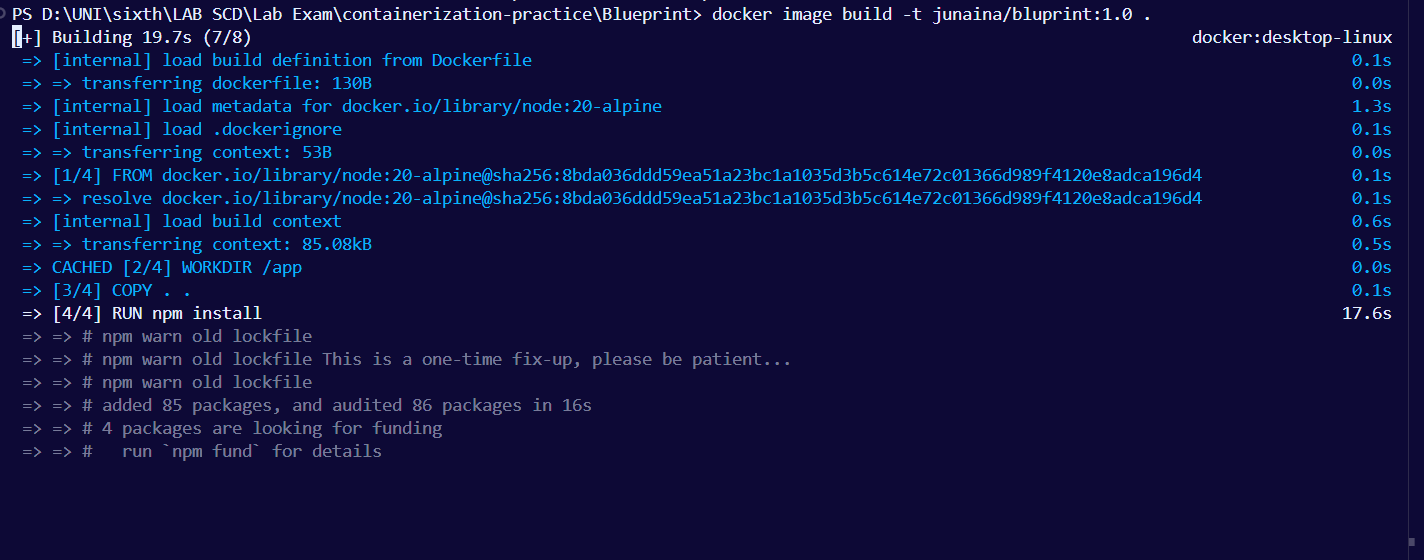 PS D:\UNI\sixth\LAB SCD\Lab Exam\containerization-practice\Blueprint> docker image build -t junaina/bluprint:1.0 .
[+] Building 19.7s (7/8) docker:desktop-linux
=> [internal] load build definition from Dockerfile 0.1s
=> => transferring dockerfile: 130B 0.0s
=> [internal] load metadata for docker.io/library/node:20-alpine 1.3s
=> [internal] load .dockerignore 0.1s
=> => transferring context: 53B 0.0s
=> [1/4] FROM docker.io/library/node:20-alpine@sha256:8bda036ddd59ea51a23bc1a1035d3b5c614e72c01366d989f4120e8adca196d4 0.1s
=> => resolve docker.io/library/node:20-alpine@sha256:8bda036ddd59ea51a23bc1a1035d3b5c614e72c01366d989f4120e8adca196d4 0.1s
=> [internal] load build context 0.6s
=> => transferring context: 85.08kB 0.5s
=> CACHED [2/4] WORKDIR /app 0.0s
=> [3/4] COPY . . 0.1s
=> [4/4] RUN npm install 17.6s
=> => # npm warn old lockfile
=> => # npm warn old lockfile This is a one-time fix-up, please be patient...
=> => # npm warn old lockfile
=> => # added 85 packages, and audited 86 packages in 16s
=> => # 4 packages are looking for funding
=> => #   run `npm fund` for details